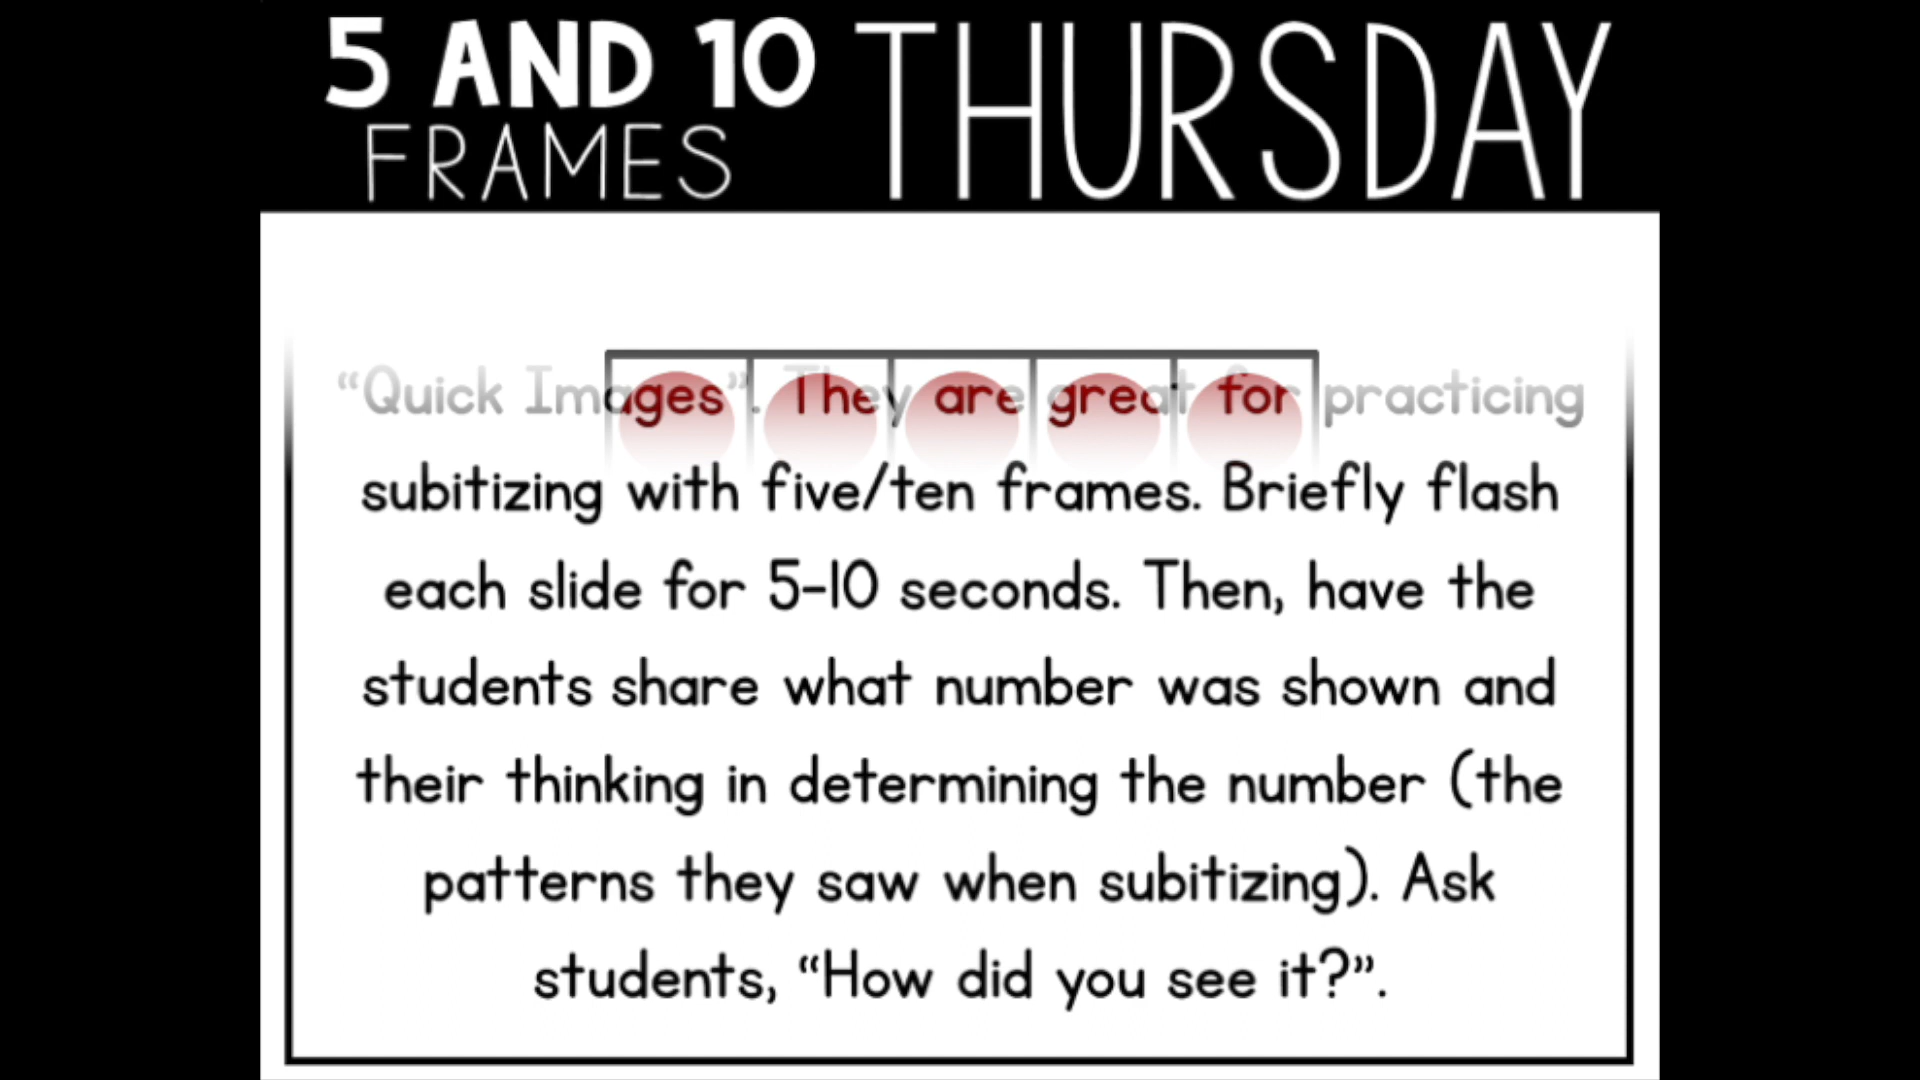 5 AND 10
FRAMES
THURSDAY
“Quick Images”. They are great for practicing
subitizing with five/ten frames. Briefly flash
each slide for 5-10 seconds. Then, have the
students share what number was shown and
their thinking in determining the number (the
patterns they saw when subitizing). Ask
students, “How did you see it?”.